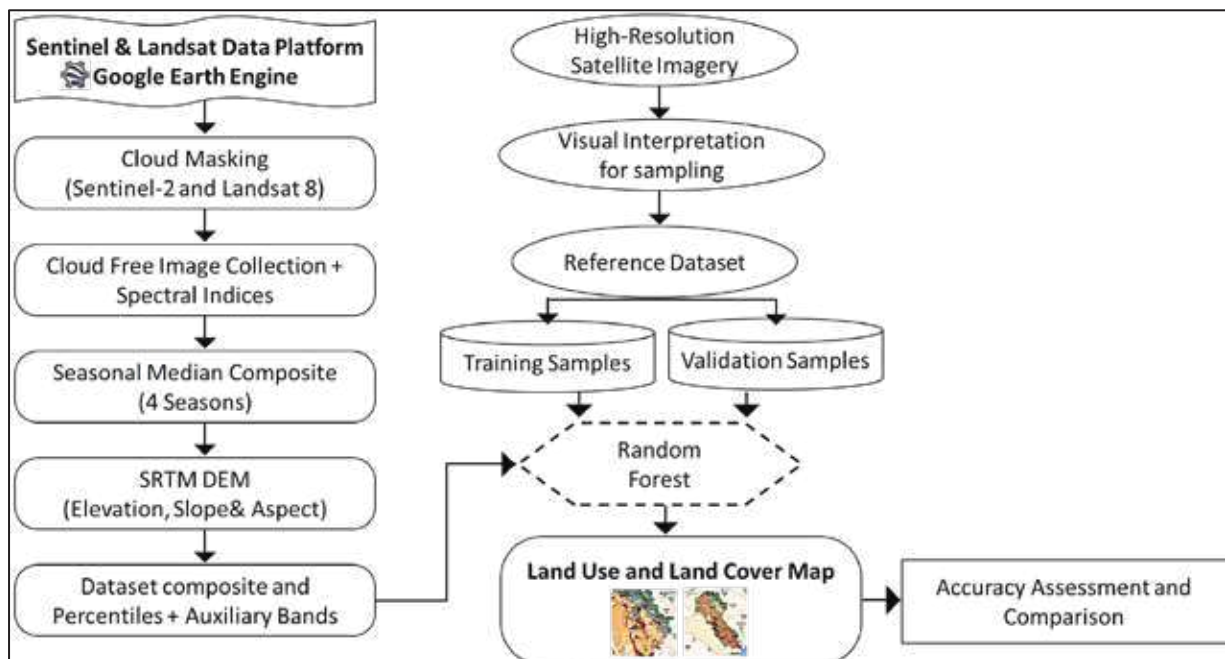 Sentinel & Landsat Data Platform
Google Earth Engine
Cloud Masking
(Sentinel-2 and Landsat 8)
Cloud Free Image Collection +
Spectral Indices
Seasonal Median Composite
(4 Seasons)
SRTM DEM
(Elevation, Slope& Aspect)
Dataset composite and
Percentiles + Auxiliary Bands
High-Resolution
Satellite Imagery
Visual Interpretation
for sampling
Reference Dataset
Training Samples
Validation Samples
Random
Forest
Land Use and Land Cover Map
Accuracy Assessment and
Comparison